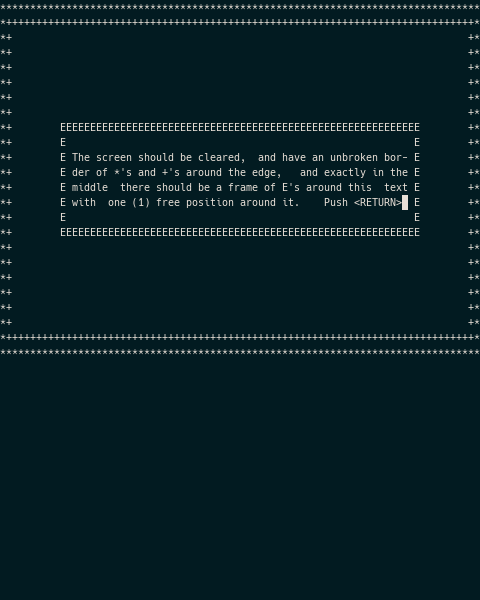 ********************************************************************************
*++++++++++++++++++++++++++++++++++++++++++++++++++++++++++++++++++++++++++++++*
*+                                                                            +*
*+                                                                            +*
*+                                                                            +*
*+                                                                            +*
*+                                                                            +*
*+                                                                            +*
*+        EEEEEEEEEEEEEEEEEEEEEEEEEEEEEEEEEEEEEEEEEEEEEEEEEEEEEEEEEEEE        +*
*+        E                                                          E        +*
*+        E The screen should be cleared,  and have an unbroken bor- E        +*
*+        E der of *'s and +'s around the edge,   and exactly in the E        +*
*+        E middle  there should be a frame of E's around this  text E        +*
*+        E with  one (1) free position around it.    Push <RETURN>  E        +*
*+        E                                                          E        +*
*+        EEEEEEEEEEEEEEEEEEEEEEEEEEEEEEEEEEEEEEEEEEEEEEEEEEEEEEEEEEEE        +*
*+                                                                            +*
*+                                                                            +*
*+                                                                            +*
*+                                                                            +*
*+                                                                            +*
*+                                                                            +*
*++++++++++++++++++++++++++++++++++++++++++++++++++++++++++++++++++++++++++++++*
********************************************************************************